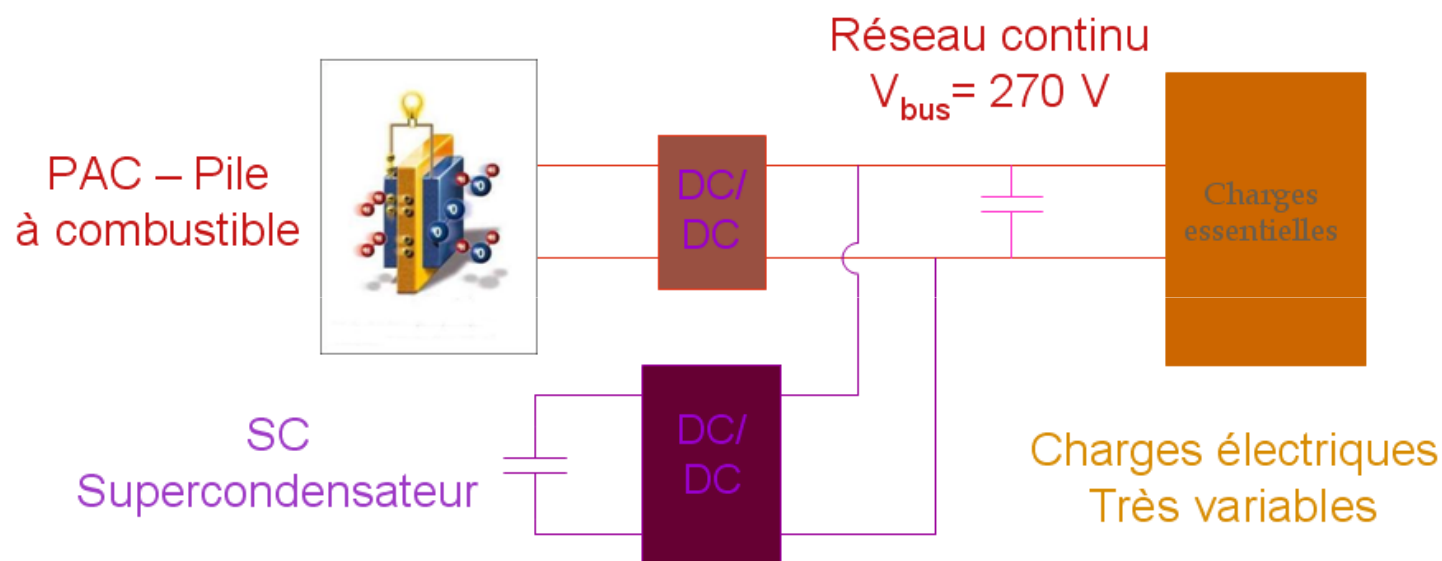 Réseau continu
Vbus= 270 V
PAC – Pile
à combustible
DC/
DC
Charges
essentielles
SC
Supercondensateur
DC/
DC
Charges électriques
Très variables